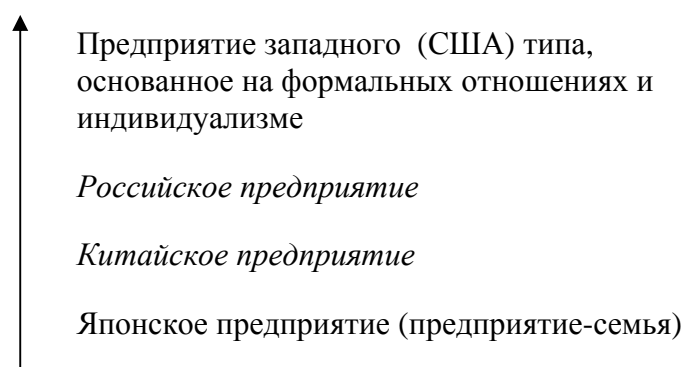 Предприятие западного (США) типа,
основанное на формальных отношениях и
индивидуализме
Российское предприятие
Китайское предприятие
Японское предприятие (предприятие-семья)